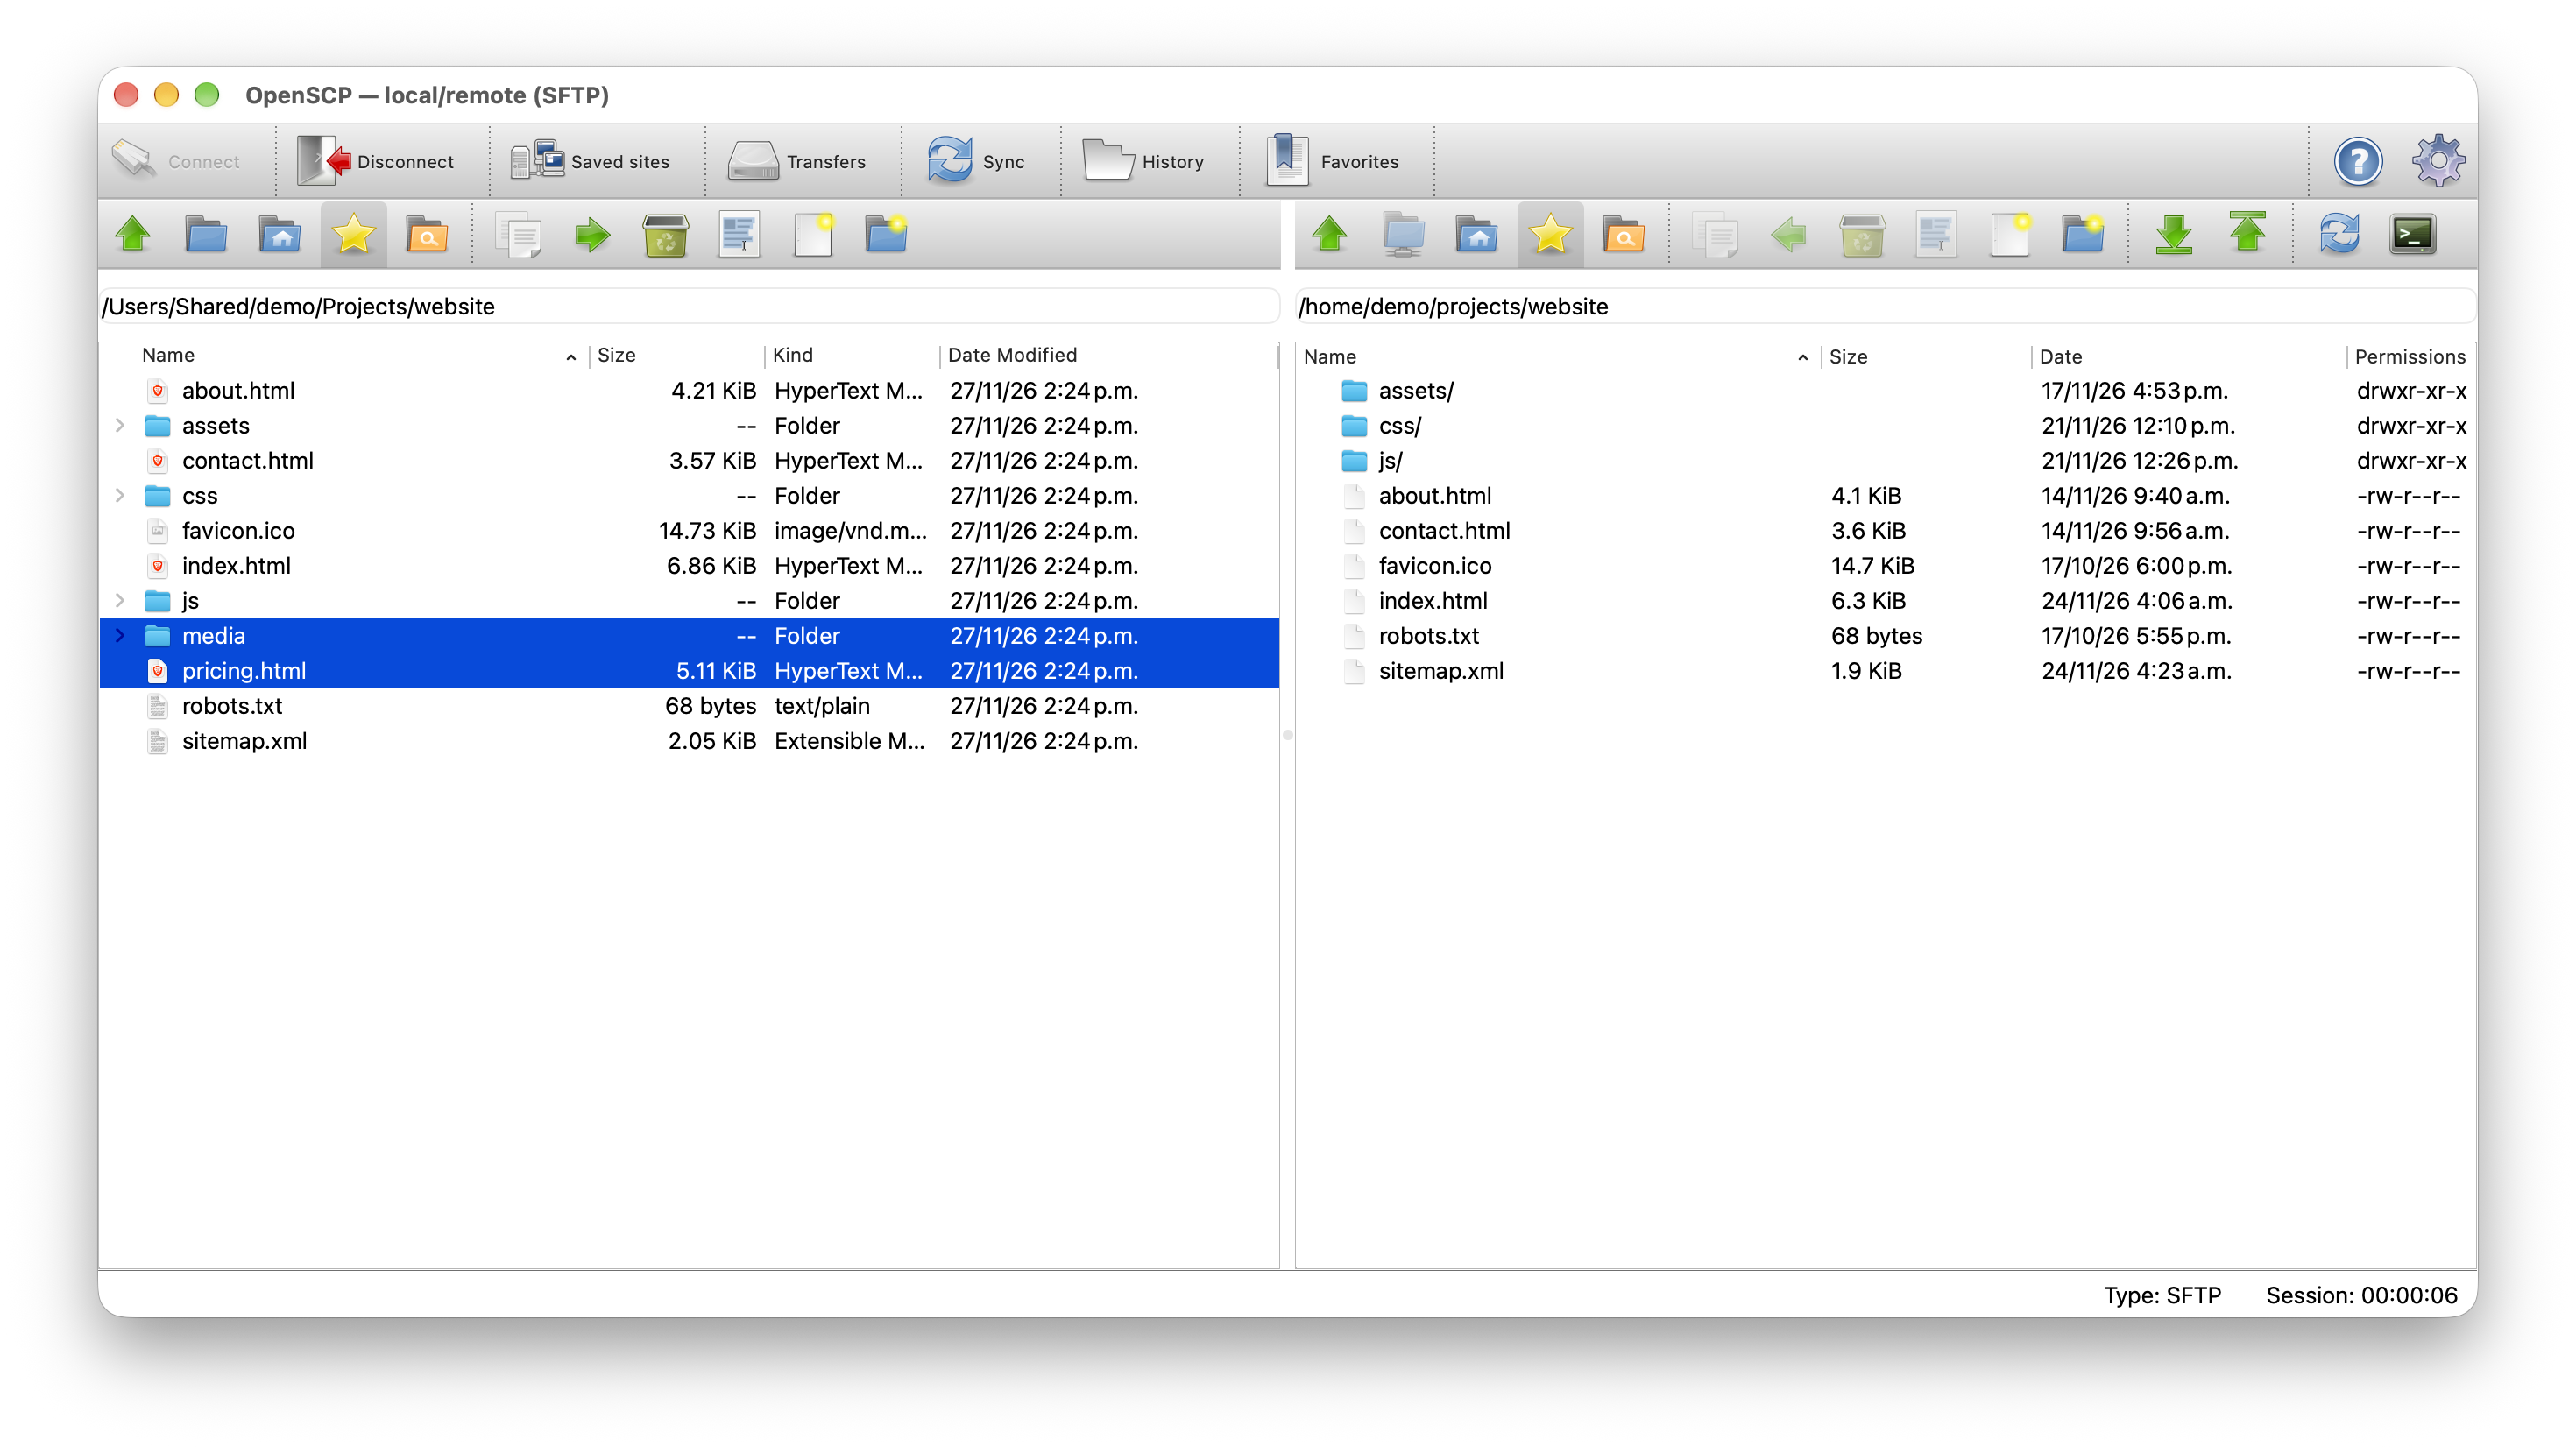 OpenSCP — local/remote (SFTP)
Connect Disconnect Saved sites Transfers Sync History Favorites
/Users/Shared/demo/Projects/website
Name Size Kind Date Modified
about.html 4.21 KiB HyperText M... 27/11/26 2:24 p.m.
assets -- Folder 27/11/26 2:24 p.m.
contact.html 3.57 KiB HyperText M... 27/11/26 2:24 p.m.
css -- Folder 27/11/26 2:24 p.m.
favicon.ico 14.73 KiB image/vnd.m... 27/11/26 2:24 p.m.
index.html 6.86 KiB HyperText M... 27/11/26 2:24 p.m.
js -- Folder 27/11/26 2:24 p.m.
media -- Folder 27/11/26 2:24 p.m.
pricing.html 5.11 KiB HyperText M... 27/11/26 2:24 p.m.
robots.txt 68 bytes text/plain 27/11/26 2:24 p.m.
sitemap.xml 2.05 KiB Extensible M... 27/11/26 2:24 p.m.
/home/demo/projects/website
Name Size Date Permissions
assets/ 17/11/26 4:53 p.m. drwxr-xr-x
css/ 21/11/26 12:10 p.m. drwxr-xr-x
js/ 21/11/26 12:26 p.m. drwxr-xr-x
about.html 4.1 KiB 14/11/26 9:40 a.m. -rw-r--r--
contact.html 3.6 KiB 14/11/26 9:56 a.m. -rw-r--r--
favicon.ico 14.7 KiB 17/10/26 6:00 p.m. -rw-r--r--
index.html 6.3 KiB 24/11/26 4:06 a.m. -rw-r--r--
robots.txt 68 bytes 17/10/26 5:55 p.m. -rw-r--r--
sitemap.xml 1.9 KiB 24/11/26 4:23 a.m. -rw-r--r--
Type: SFTP Session: 00:00:06